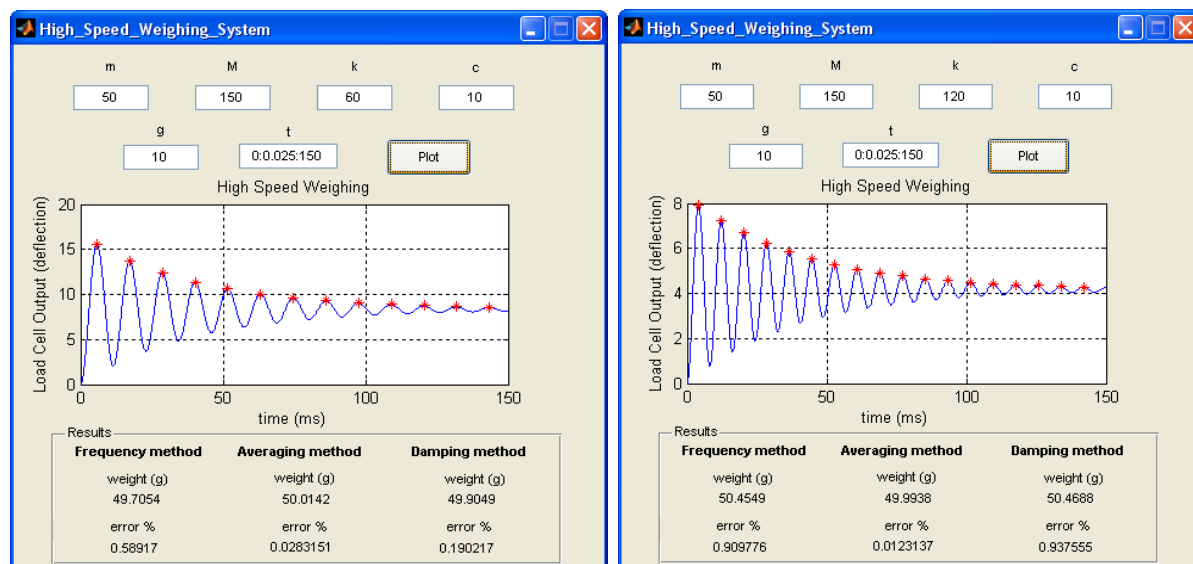 High_Speed_Weighing_System
m M k c
50 150 60 10
g t
10 0:0.025:150 Plot
High Speed Weighing
Load Cell Output (deflection)
20
15
10
5
0
0 50 100 150
time (ms)
Results
Frequency method Averaging method Damping method
weight (g) weight (g) weight (g)
49.7054 50.0142 49.9049
error % error % error %
0.58917 0.0283151 0.190217
High_Speed_Weighing_System
m M k c
50 150 120 10
g t
10 0:0.025:150 Plot
High Speed Weighing
Load Cell Output (deflection)
8
6
4
2
0
0 50 100 150
time (ms)
Results
Frequency method Averaging method Damping method
weight (g) weight (g) weight (g)
50.4549 49.9938 50.4688
error % error % error %
0.909776 0.0123137 0.937555